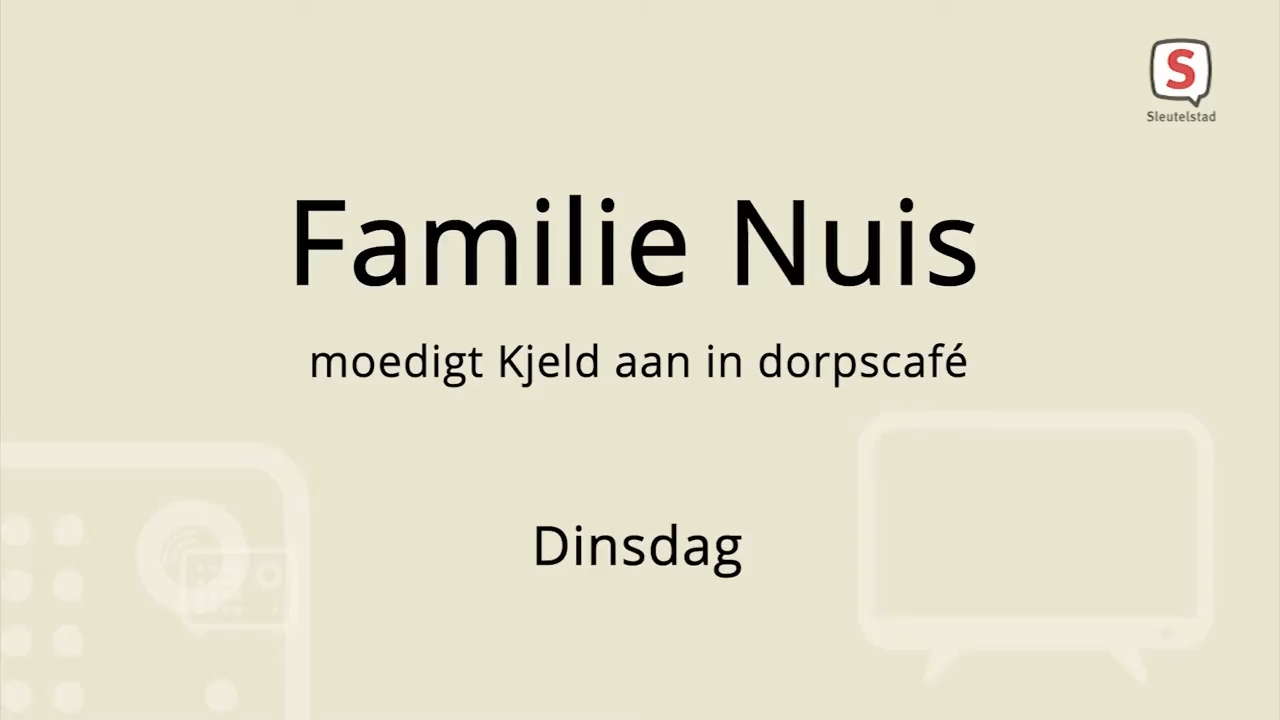 S
Sleutelstad
Familie Nuis
moedigt Kjeld aan in dorpscafé
Dinsdag